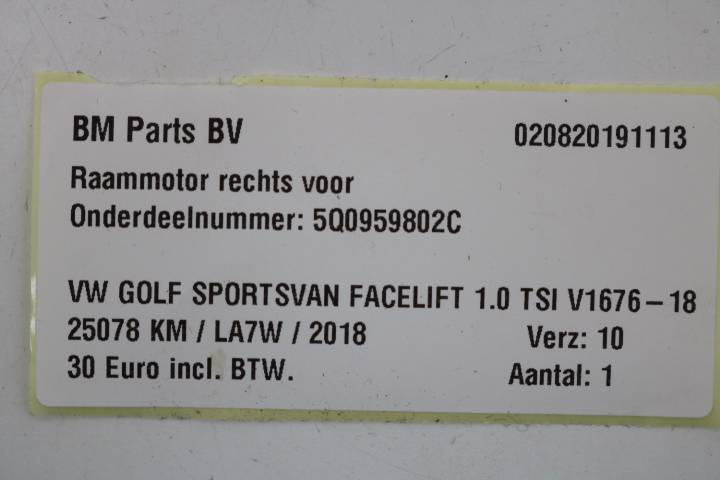 BM Parts BV 020820191113
Raammotor rechts voor
Onderdeelnummer: 5Q0959802C
VW GOLF SPORTSVAN FACELIFT 1.0 TSI V1676-18
25078 KM / LA7W / 2018 Verz: 10
30 Euro incl. BTW. Aantal: 1